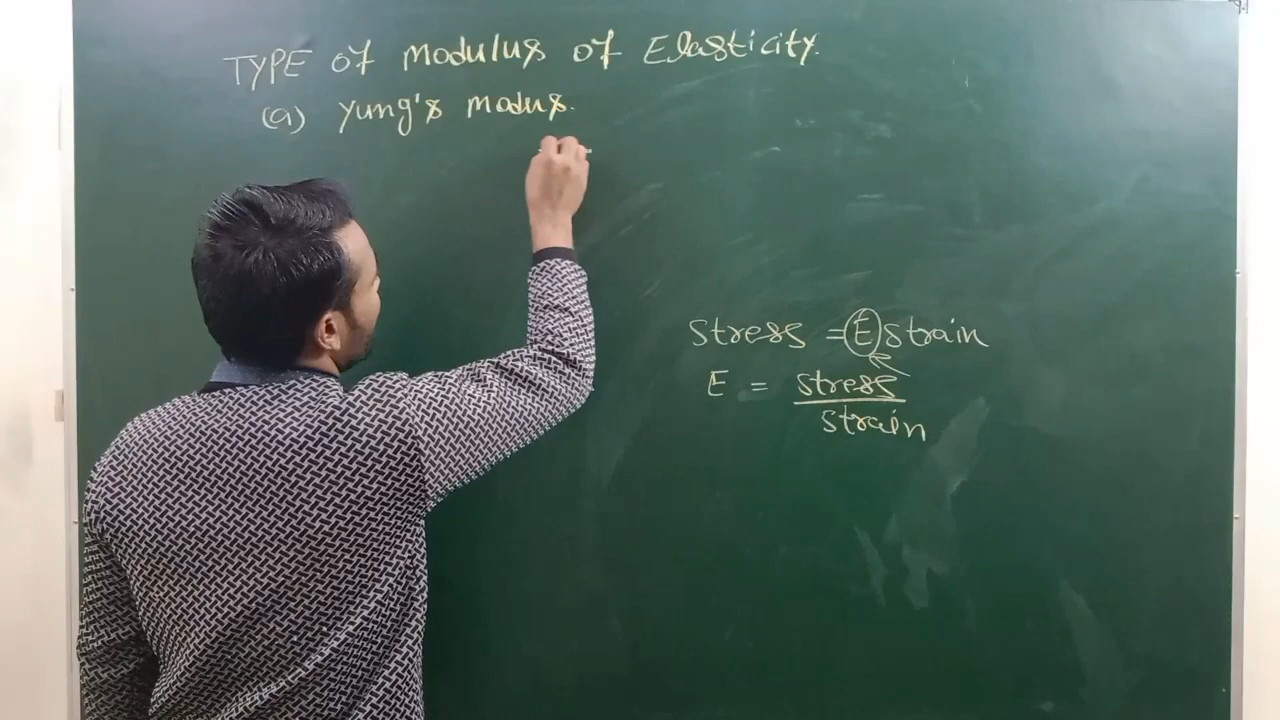 TYPE of modulus of Elasticity.
(a) Yung's modus.
stress = E strain
E = stress
strain